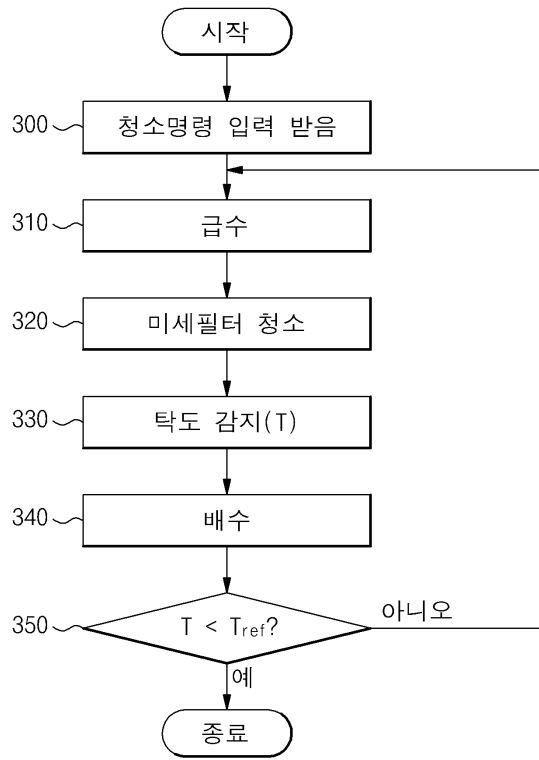 시작
300
청소명령 입력 받음
310
급수
320
미세필터 청소
330
탁도 감지(T)
340
배수
350
T < Tref?
아니오
예
종료